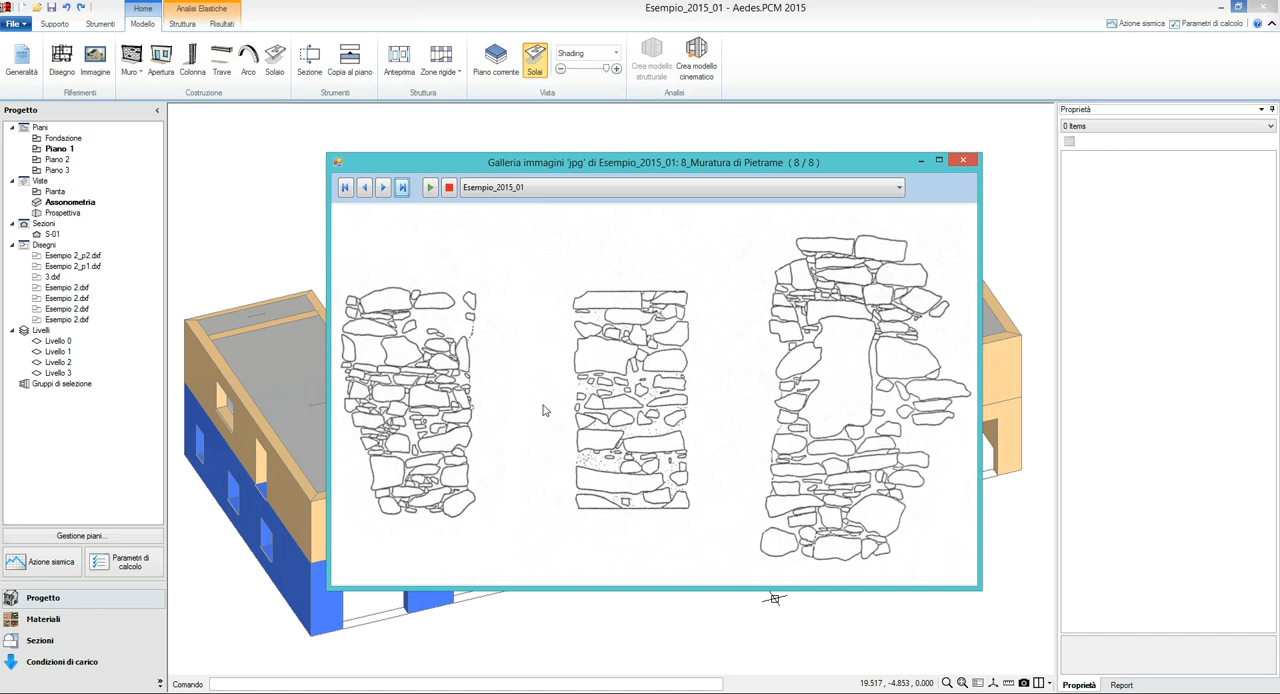 Esempio_2015_01 - Aedes.PCM 2015
Home
Analisi Elastiche
File
Supporto
Strumenti
Modello
Struttura
Risultati
Azione sismica
Parametri di calcolo
Generalità
Disegno
Immagine
Muro
Apertura
Colonna
Trave
Arco
Solaio
Sezione
Copia al piano
Anteprima
Zone rigide
Piano corrente
Solai
Shading
Crea modello strutturale
Crea modello cinematico
Riferimenti
Costruzione
Strumenti
Struttura
Vista
Analisi
Progetto
Piani
Fondazione
Piano 1
Piano 2
Piano 3
Viste
Pianta
Assonometria
Prospettiva
Sezioni
S-01
Disegni
Esempio 2_p2.dxf
Esempio 2_p1.dxf
3.dxf
Esempio 2.dxf
Esempio 2.dxf
Esempio 2.dxf
Esempio 2.dxf
Livelli
Livello 0
Livello 1
Livello 2
Livello 3
Gruppi di selezione
Gestione piani...
Azione sismica
Parametri di calcolo
Progetto
Materiali
Sezioni
Condizioni di carico
Galleria immagini 'jpg' di Esempio_2015_01: 8_Muratura di Pietrame ( 8 / 8 )
Esempio_2015_01
Proprietà
0 Items
Comando
19.517 , -4.853 , 0.000
Proprietà
Report